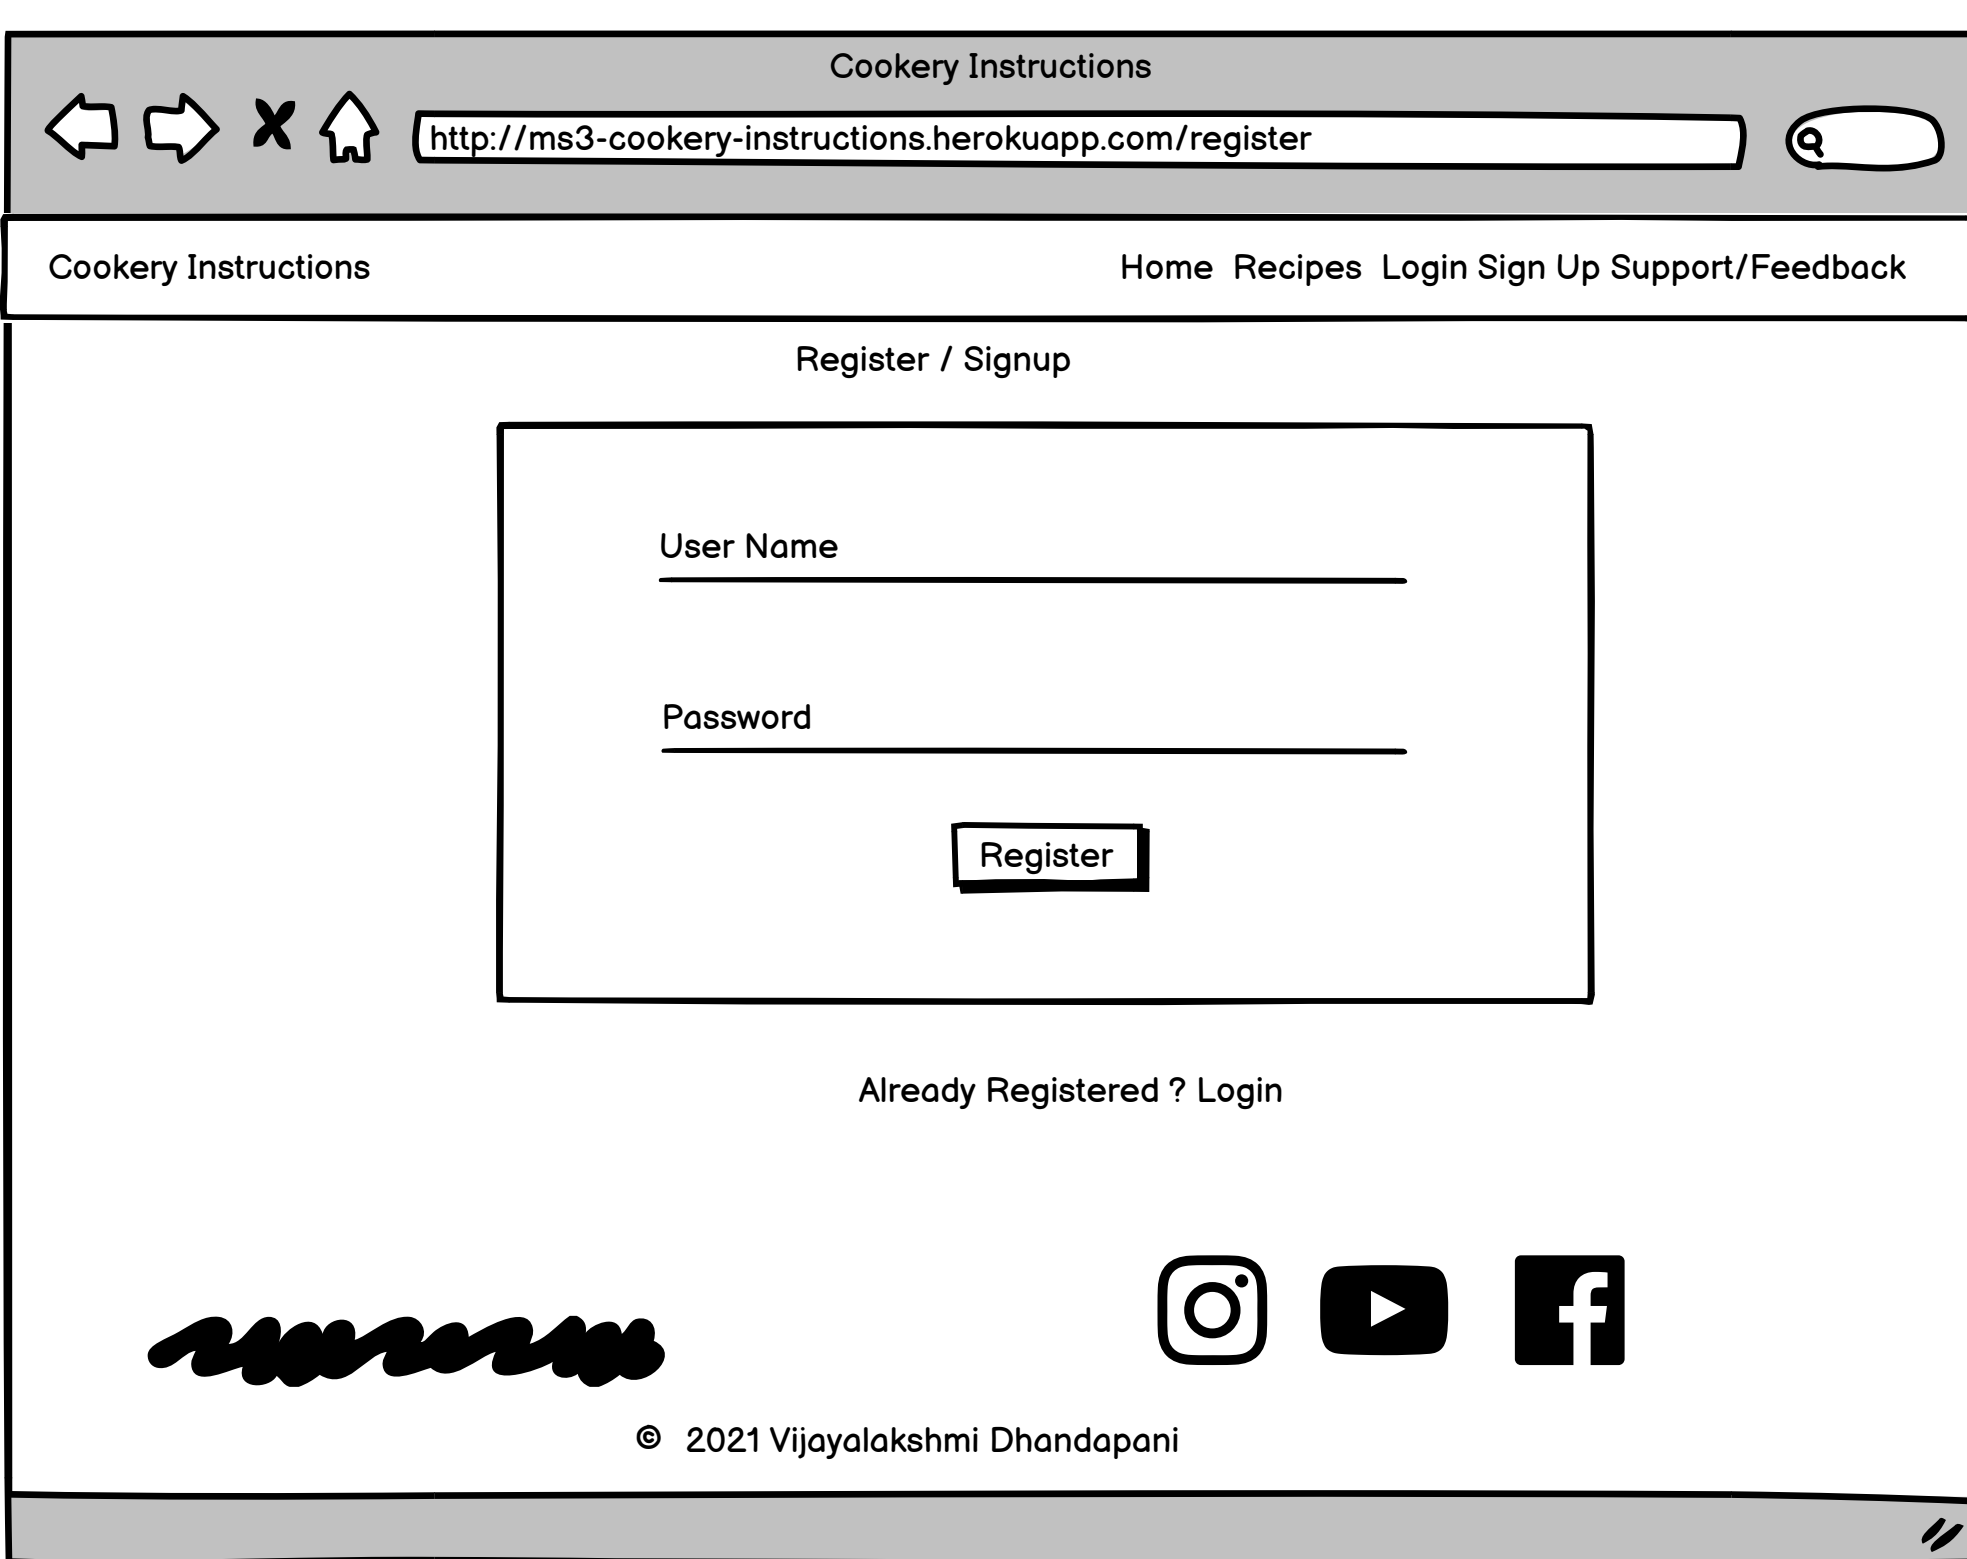 Cookery Instructions
http://ms3-cookery-instructions.herokuapp.com/register
Cookery Instructions
Home Recipes Login Sign Up Support/Feedback
Register / Signup
User Name
Password
Register
Already Registered ? Login
© 2021 Vijayalakshmi Dhandapani